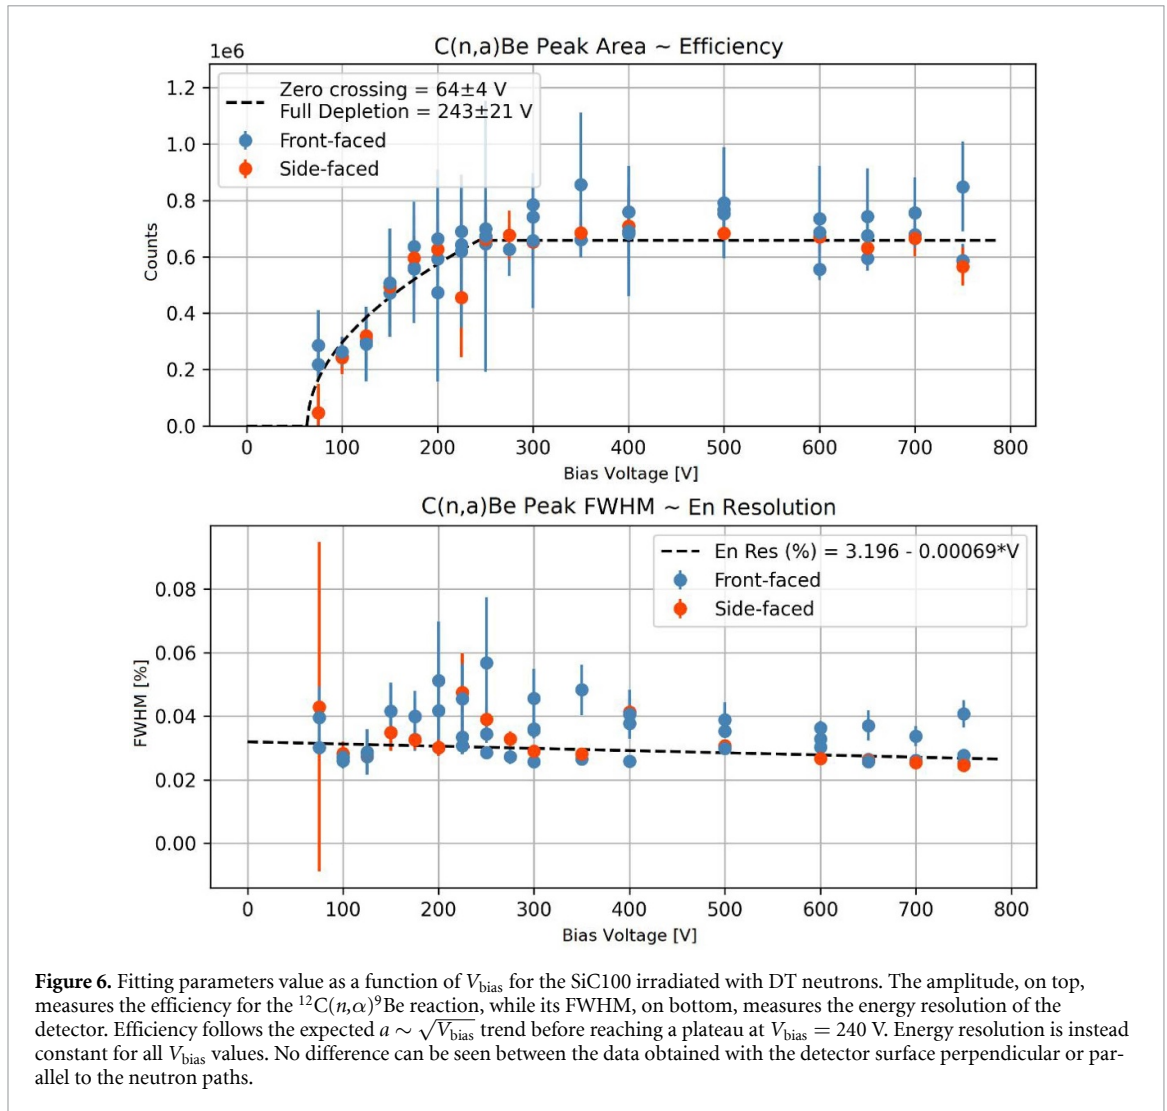 C(n,a)Be Peak Area ~ Efficiency
1e6
Zero crossing = 64±4 V
Full Depletion = 243±21 V
Front-faced
Side-faced
1.2
1.0
0.8
0.6
0.4
0.2
0.0
Counts
0 100 200 300 400 500 600 700 800
Bias Voltage [V]
C(n,a)Be Peak FWHM ~ En Resolution
En Res (%) = 3.196 - 0.00069*V
Front-faced
Side-faced
0.08
0.06
0.04
0.02
0.00
FWHM [%]
0 100 200 300 400 500 600 700 800
Bias Voltage [V]
Figure 6. Fitting parameters value as a function of V_bias for the SiC100 irradiated with DT neutrons. The amplitude, on top,
measures the efficiency for the ¹²C(n,α)⁹Be reaction, while its FWHM, on bottom, measures the energy resolution of the
detector. Efficiency follows the expected a ∼ √V_bias trend before reaching a plateau at V_bias = 240 V. Energy resolution is instead
constant for all V_bias values. No difference can be seen between the data obtained with the detector surface perpendicular or par-
allel to the neutron paths.